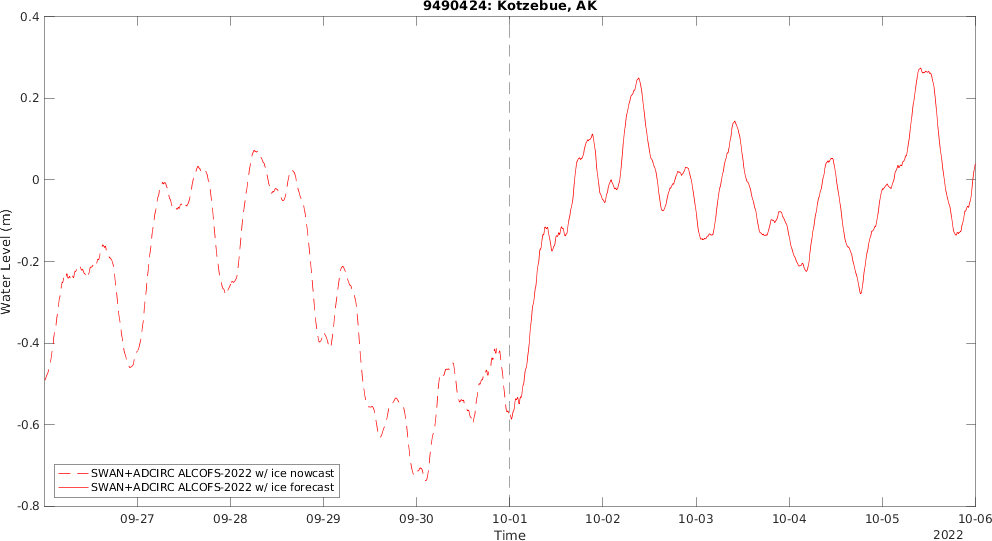 9490424: Kotzebue, AK
0.4
0.2
0
-0.2
-0.4
-0.6
-0.8
Water Level (m)
SWAN+ADCIRC ALCOFS-2022 w/ ice nowcast
SWAN+ADCIRC ALCOFS-2022 w/ ice forecast
09-27 09-28 09-29 09-30 10-01 10-02 10-03 10-04 10-05 10-06
Time
2022